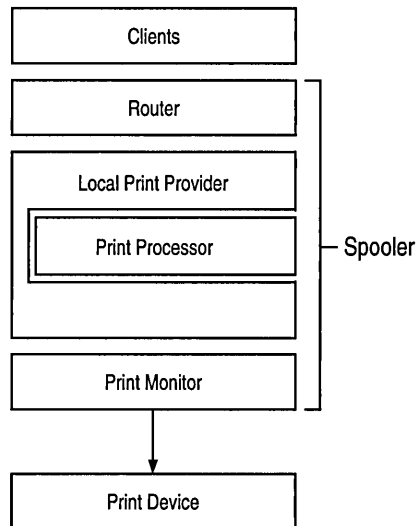 Clients
Router
Local Print Provider
Print Processor
Spooler
Print Monitor
Print Device